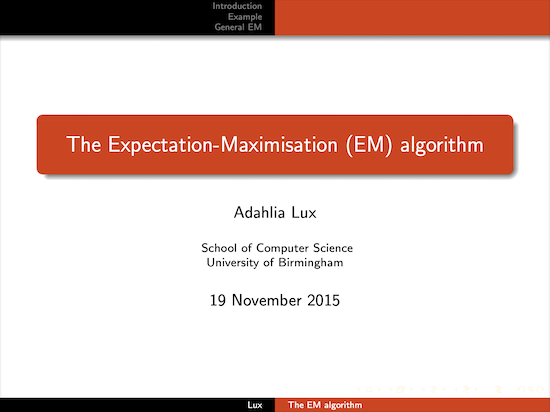 Introduction
Example
General EM
The Expectation-Maximisation (EM) algorithm
Adahlia Lux
School of Computer Science
University of Birmingham
19 November 2015
Lux The EM algorithm